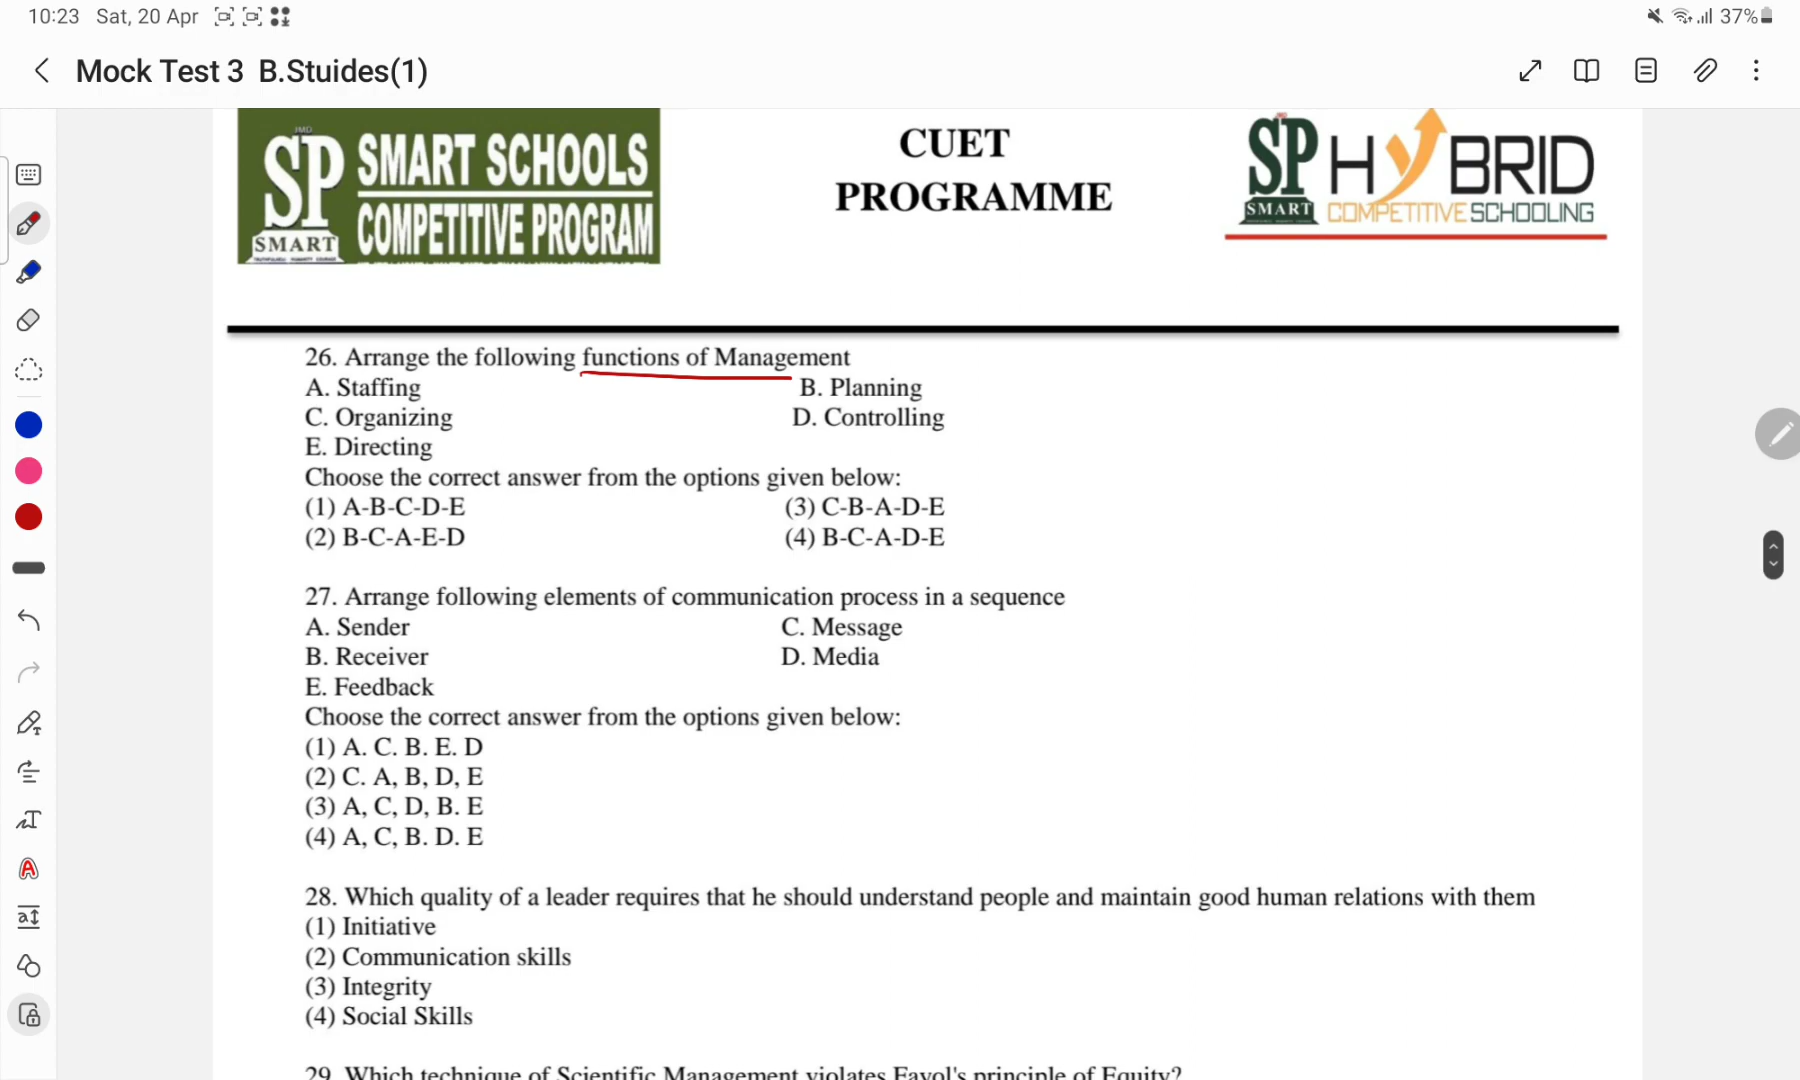 10:23 Sat, 20 Apr
37%
Mock Test 3 B.Stuides(1)
JMD
SP
SMART
SMART SCHOOLS
COMPETITIVE PROGRAM
CUET
PROGRAMME
SP
SMART
HYBRID
COMPETITIVE SCHOOLING
26. Arrange the following functions of Management
A. Staffing B. Planning
C. Organizing D. Controlling
E. Directing
Choose the correct answer from the options given below:
(1) A-B-C-D-E (3) C-B-A-D-E
(2) B-C-A-E-D (4) B-C-A-D-E
27. Arrange following elements of communication process in a sequence
A. Sender C. Message
B. Receiver D. Media
E. Feedback
Choose the correct answer from the options given below:
(1) A. C. B. E. D
(2) C. A, B, D, E
(3) A, C, D, B. E
(4) A, C, B. D. E
28. Which quality of a leader requires that he should understand people and maintain good human relations with them
(1) Initiative
(2) Communication skills
(3) Integrity
(4) Social Skills
29. Which technique of Scientific Management violates Fayol's principle of Equity?